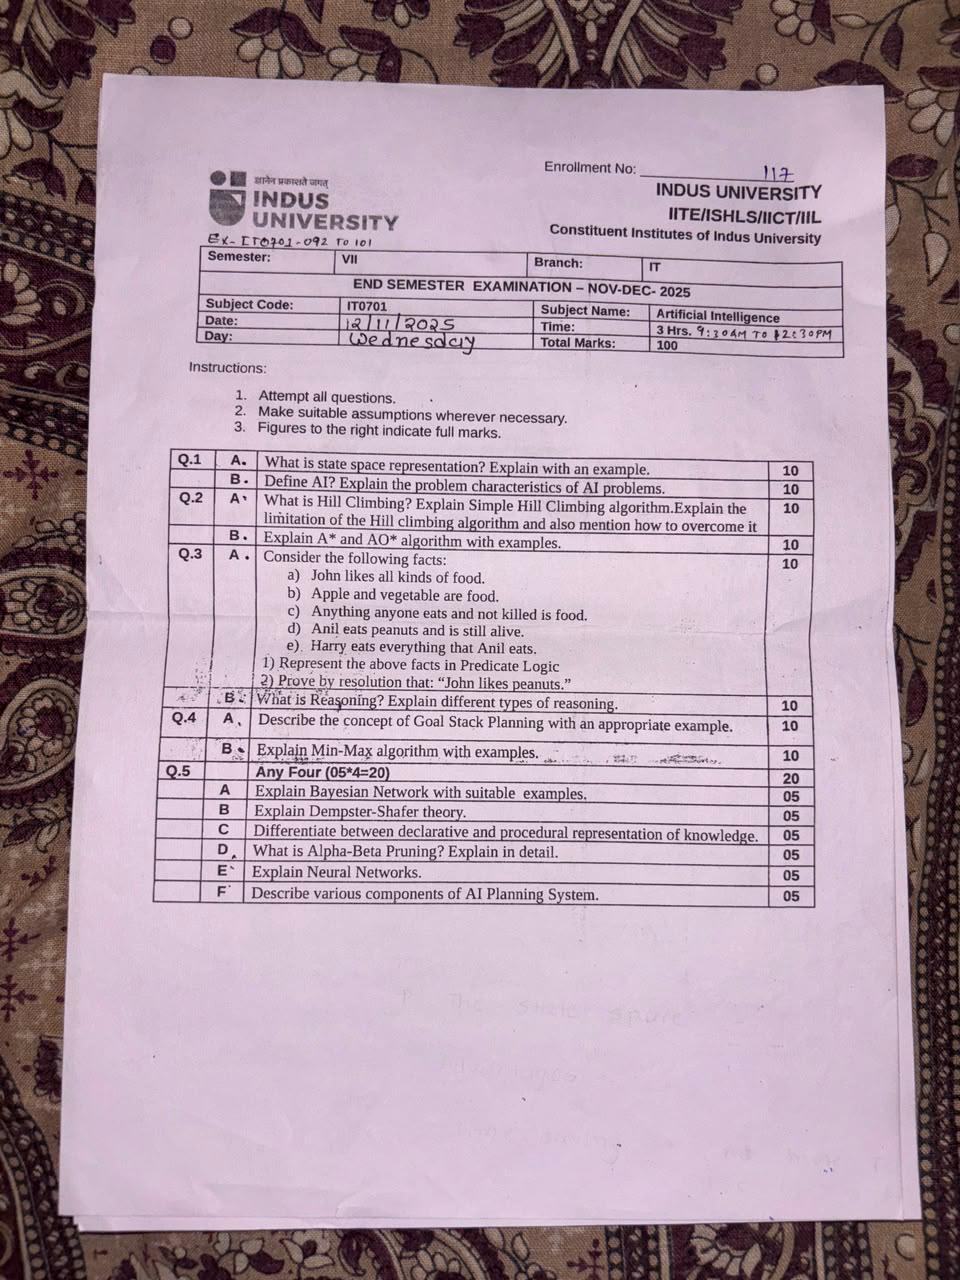 Enrollment No: 117
ज्ञानेन प्रकाशते जगत्
INDUS
UNIVERSITY
INDUS UNIVERSITY
IITE/ISHLS/IICT/IIL
Constituent Institutes of Indus University
Ex- IT0701-092 TO 101
Semester: VII Branch: IT
END SEMESTER EXAMINATION – NOV-DEC- 2025
Subject Code: IT0701 Subject Name: Artificial Intelligence
Date: 12/11/2025 Time: 3 Hrs. 9:30AM TO 12:30PM
Day: Wednesday Total Marks: 100
Instructions:
1. Attempt all questions.
2. Make suitable assumptions wherever necessary.
3. Figures to the right indicate full marks.
Q.1 A. What is state space representation? Explain with an example. 10
B. Define AI? Explain the problem characteristics of AI problems. 10
Q.2 A What is Hill Climbing? Explain Simple Hill Climbing algorithm.Explain the 10
limitation of the Hill climbing algorithm and also mention how to overcome it
B. Explain A* and AO* algorithm with examples. 10
Q.3 A. Consider the following facts: 10
a) John likes all kinds of food.
b) Apple and vegetable are food.
c) Anything anyone eats and not killed is food.
d) Anil eats peanuts and is still alive.
e) Harry eats everything that Anil eats.
1) Represent the above facts in Predicate Logic
2) Prove by resolution that: “John likes peanuts.”
B. What is Reasoning? Explain different types of reasoning. 10
Q.4 A. Describe the concept of Goal Stack Planning with an appropriate example. 10
B. Explain Min-Max algorithm with examples. 10
Q.5 Any Four (05*4=20) 20
A Explain Bayesian Network with suitable examples. 05
B Explain Dempster-Shafer theory. 05
C Differentiate between declarative and procedural representation of knowledge. 05
D What is Alpha-Beta Pruning? Explain in detail. 05
E Explain Neural Networks. 05
F Describe various components of AI Planning System. 05